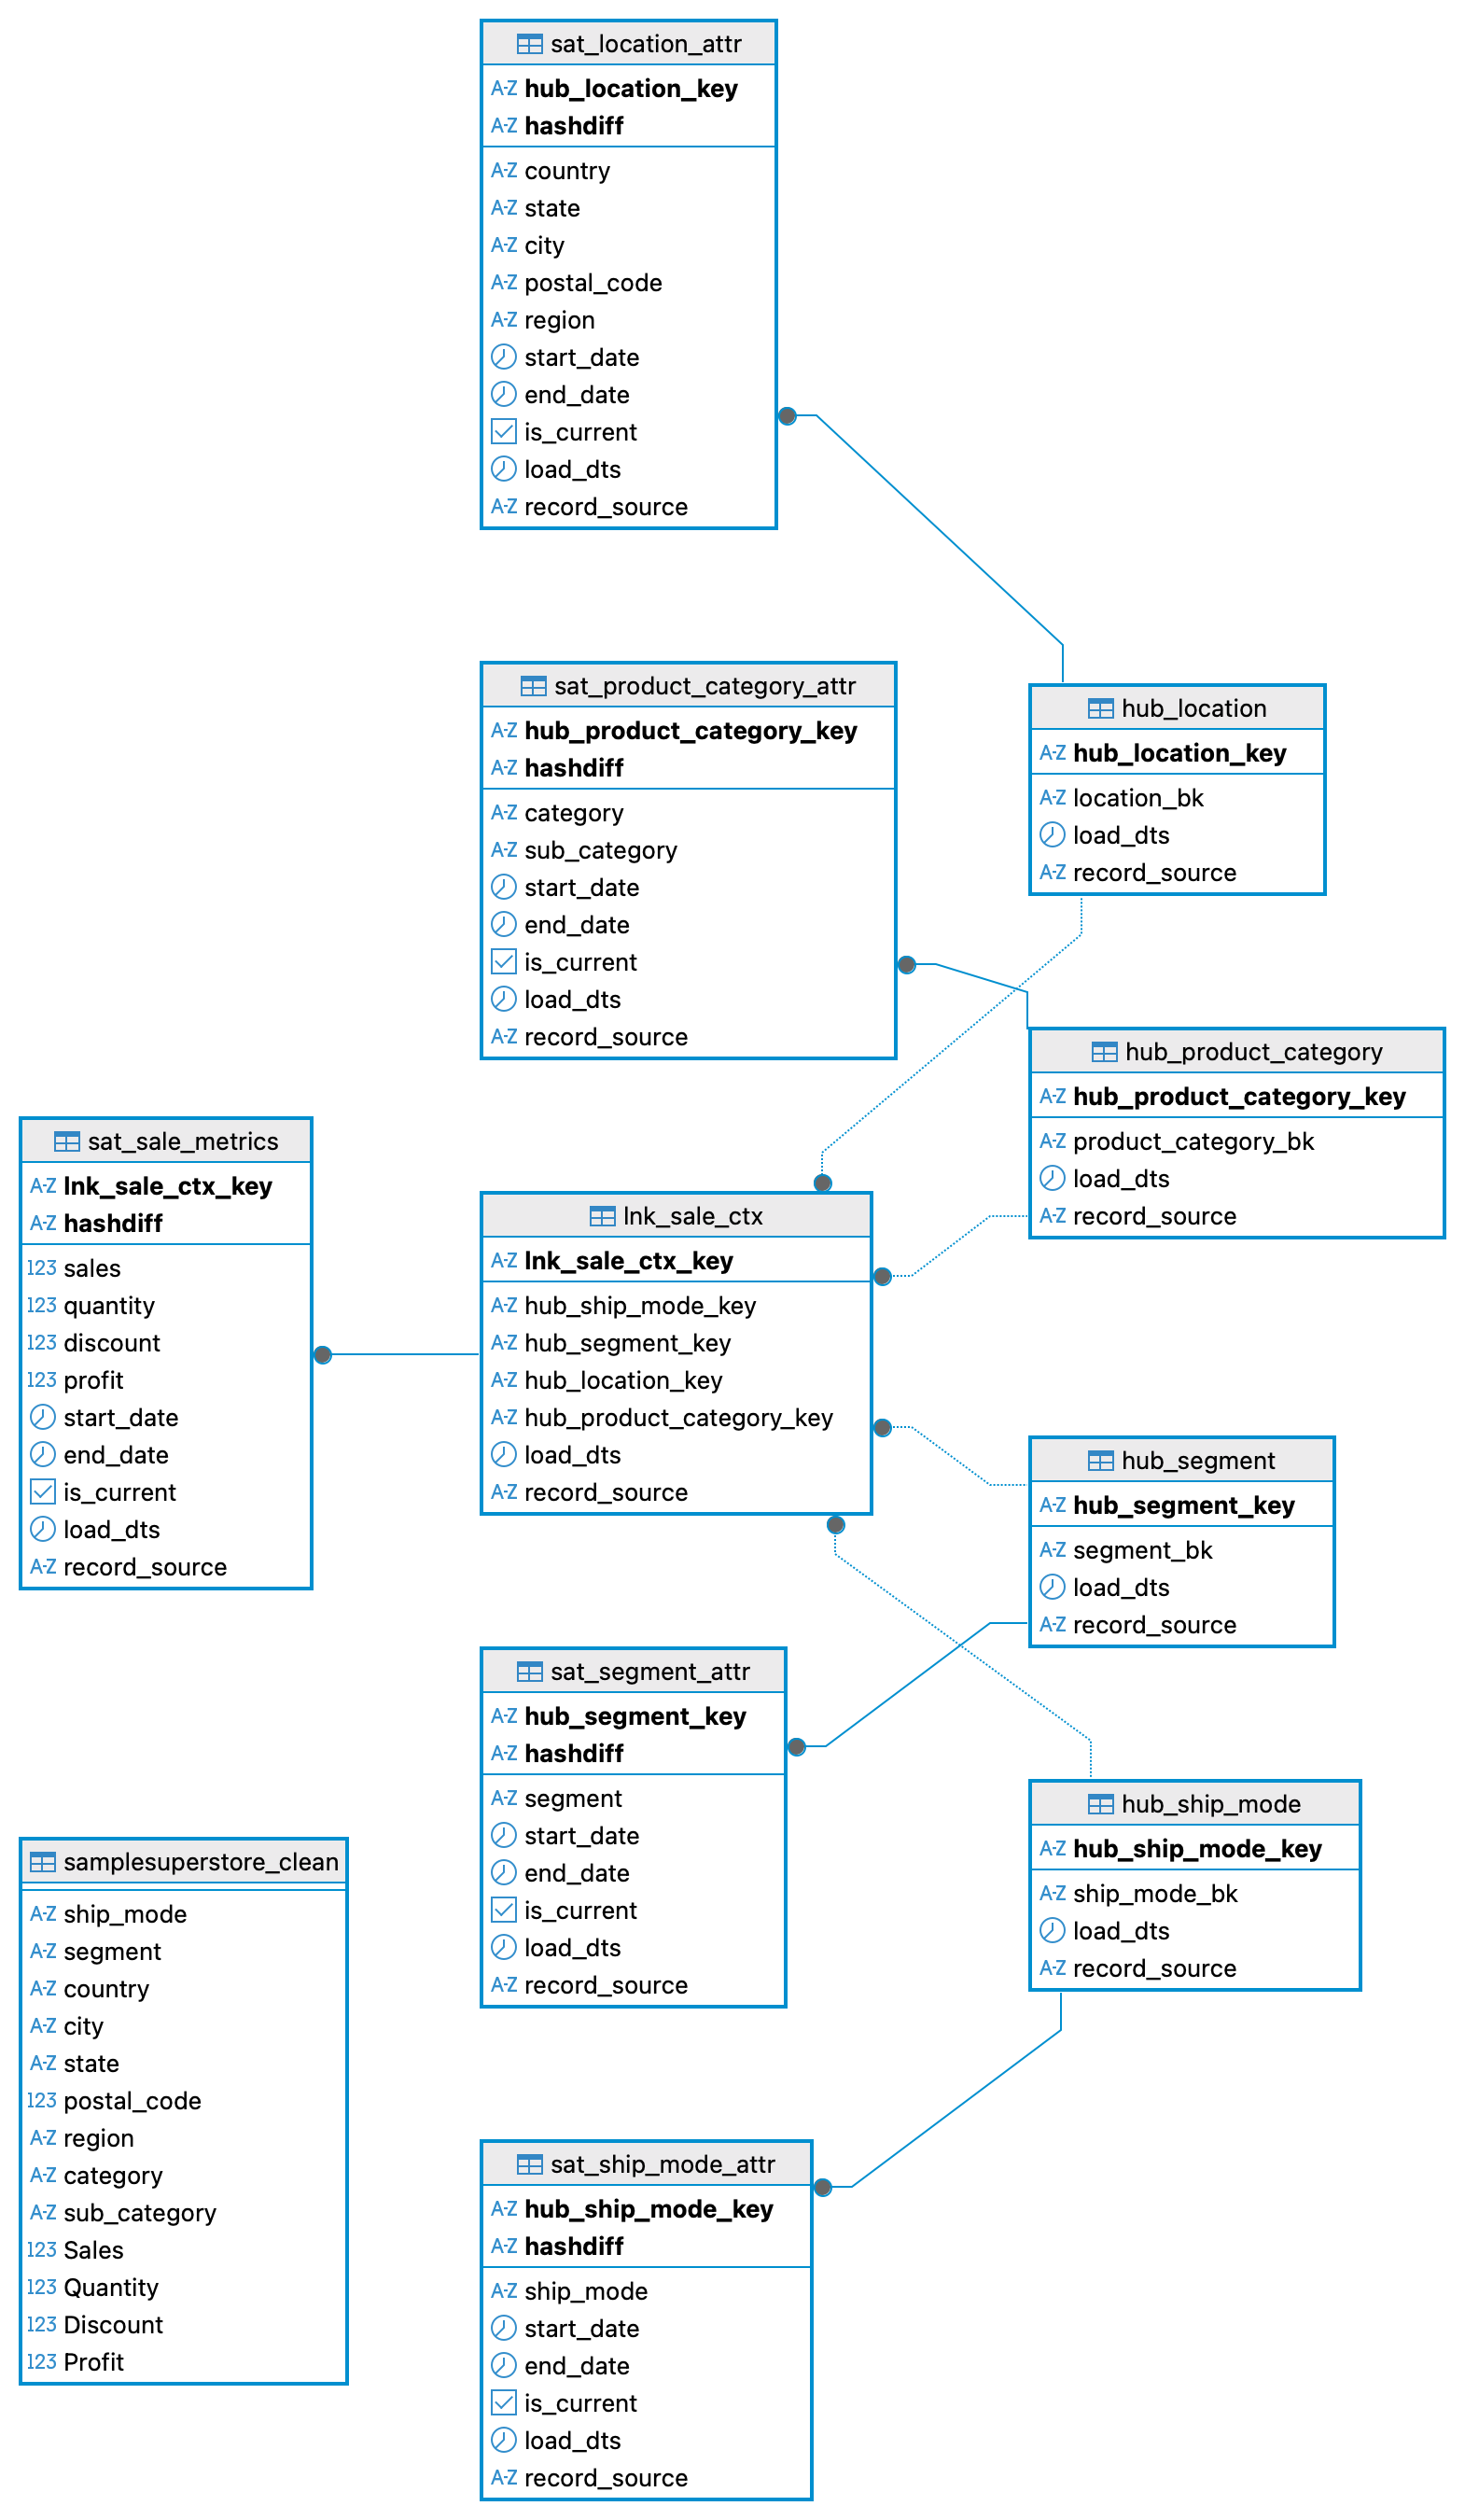 sat_location_attr
A-Z hub_location_key
A-Z hashdiff
A-Z country
A-Z state
A-Z city
A-Z postal_code
A-Z region
start_date
end_date
is_current
load_dts
A-Z record_source
sat_product_category_attr
A-Z hub_product_category_key
A-Z hashdiff
A-Z category
A-Z sub_category
start_date
end_date
is_current
load_dts
A-Z record_source
hub_location
A-Z hub_location_key
A-Z location_bk
load_dts
A-Z record_source
hub_product_category
A-Z hub_product_category_key
A-Z product_category_bk
load_dts
A-Z record_source
sat_sale_metrics
A-Z lnk_sale_ctx_key
A-Z hashdiff
123 sales
123 quantity
123 discount
123 profit
start_date
end_date
is_current
load_dts
A-Z record_source
lnk_sale_ctx
A-Z lnk_sale_ctx_key
A-Z hub_ship_mode_key
A-Z hub_segment_key
A-Z hub_location_key
A-Z hub_product_category_key
load_dts
A-Z record_source
hub_segment
A-Z hub_segment_key
A-Z segment_bk
load_dts
A-Z record_source
sat_segment_attr
A-Z hub_segment_key
A-Z hashdiff
A-Z segment
start_date
end_date
is_current
load_dts
A-Z record_source
hub_ship_mode
A-Z hub_ship_mode_key
A-Z ship_mode_bk
load_dts
A-Z record_source
samplesuperstore_clean
A-Z ship_mode
A-Z segment
A-Z country
A-Z city
A-Z state
123 postal_code
A-Z region
A-Z category
A-Z sub_category
123 Sales
123 Quantity
123 Discount
123 Profit
sat_ship_mode_attr
A-Z hub_ship_mode_key
A-Z hashdiff
A-Z ship_mode
start_date
end_date
is_current
load_dts
A-Z record_source